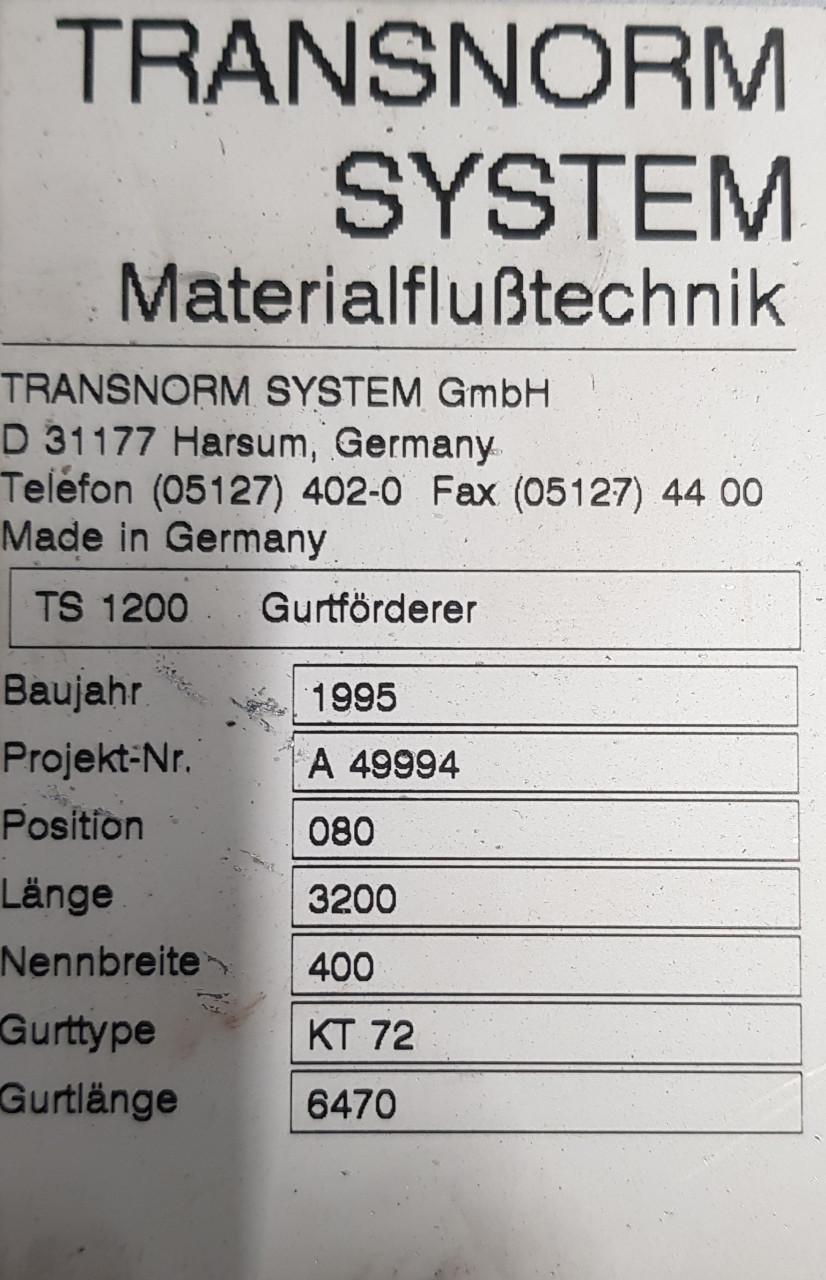 TRANSNORM
SYSTEM
Materialflußtechnik
TRANSNORM SYSTEM GmbH
D 31177 Harsum, Germany
Telefon (05127) 402-0 Fax (05127) 44 00
Made in Germany
TS 1200 Gurtförderer
Baujahr 1995
Projekt-Nr. A 49994
Position 080
Länge 3200
Nennbreite 400
Gurttype KT 72
Gurtlänge 6470